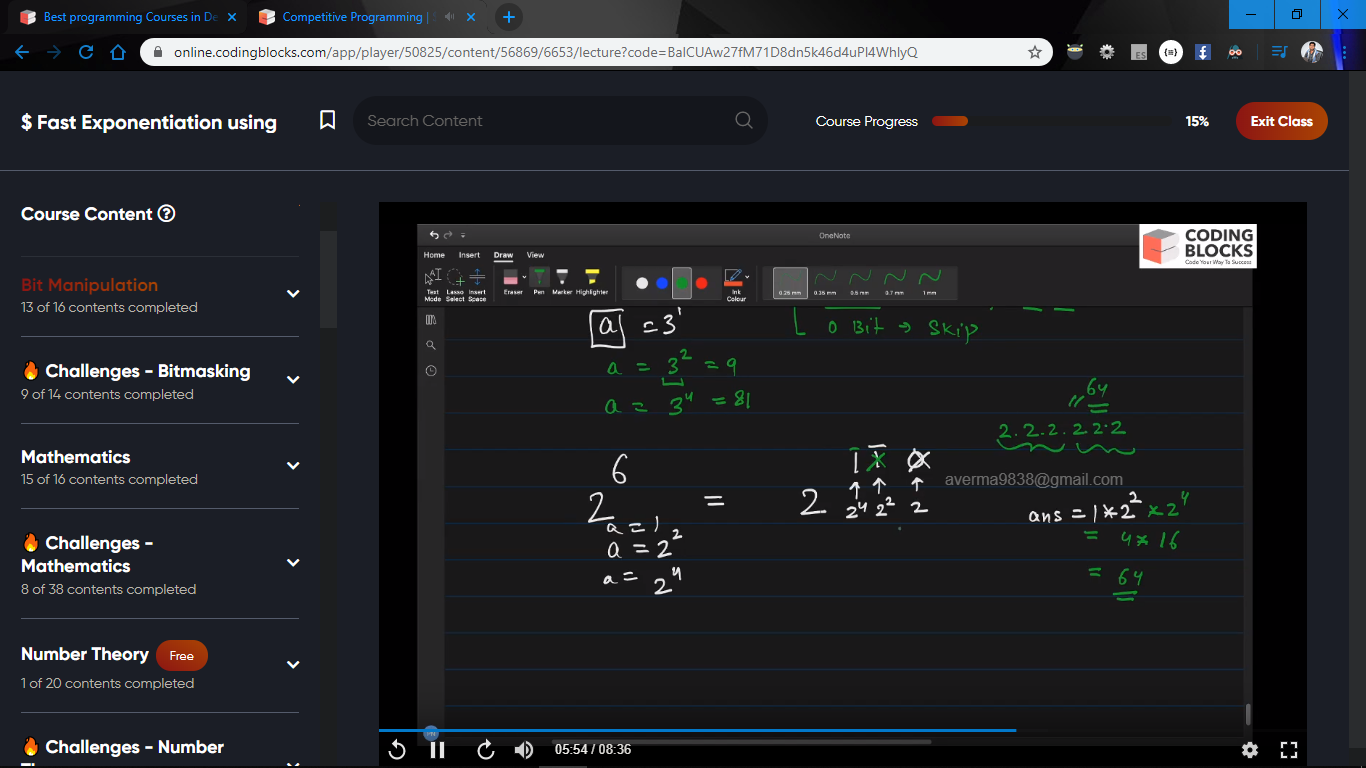 Best programming Courses in De
Competitive Programming |
online.codingblocks.com/app/player/50825/content/56869/6653/lecture?code=BalCUAw27fM71D8dn5k46d4uPl4WhlyQ
$ Fast Exponentiation using
Search Content
Course Progress
15%
Exit Class
Course Content
Bit Manipulation
13 of 16 contents completed
🔥 Challenges - Bitmasking
9 of 14 contents completed
Mathematics
15 of 16 contents completed
🔥 Challenges -
Mathematics
8 of 38 contents completed
Number Theory Free
1 of 20 contents completed
🔥 Challenges - Number
OneNote
CODING
BLOCKS
Code Your Way To Success
Home Insert Draw View
Text Mode Lasso Select Insert Space Eraser Pen Marker Highlighter Ink Colour 0.25 mm 0.35 mm 0.5 mm 0.7 mm 1 mm
a = 3^1
0 Bit → Skip
a = 3^2 = 9
a = 3^4 = 81
64
2.2.2.2.2.2
2^6 = 2 1 1 0
2^4 2^2 2
averma9838@gmail.com
a = 1
a = 2^2
a = 2^4
ans = 1*2^2 * 2^4
= 4 * 16
= 64
05:54 / 08:36